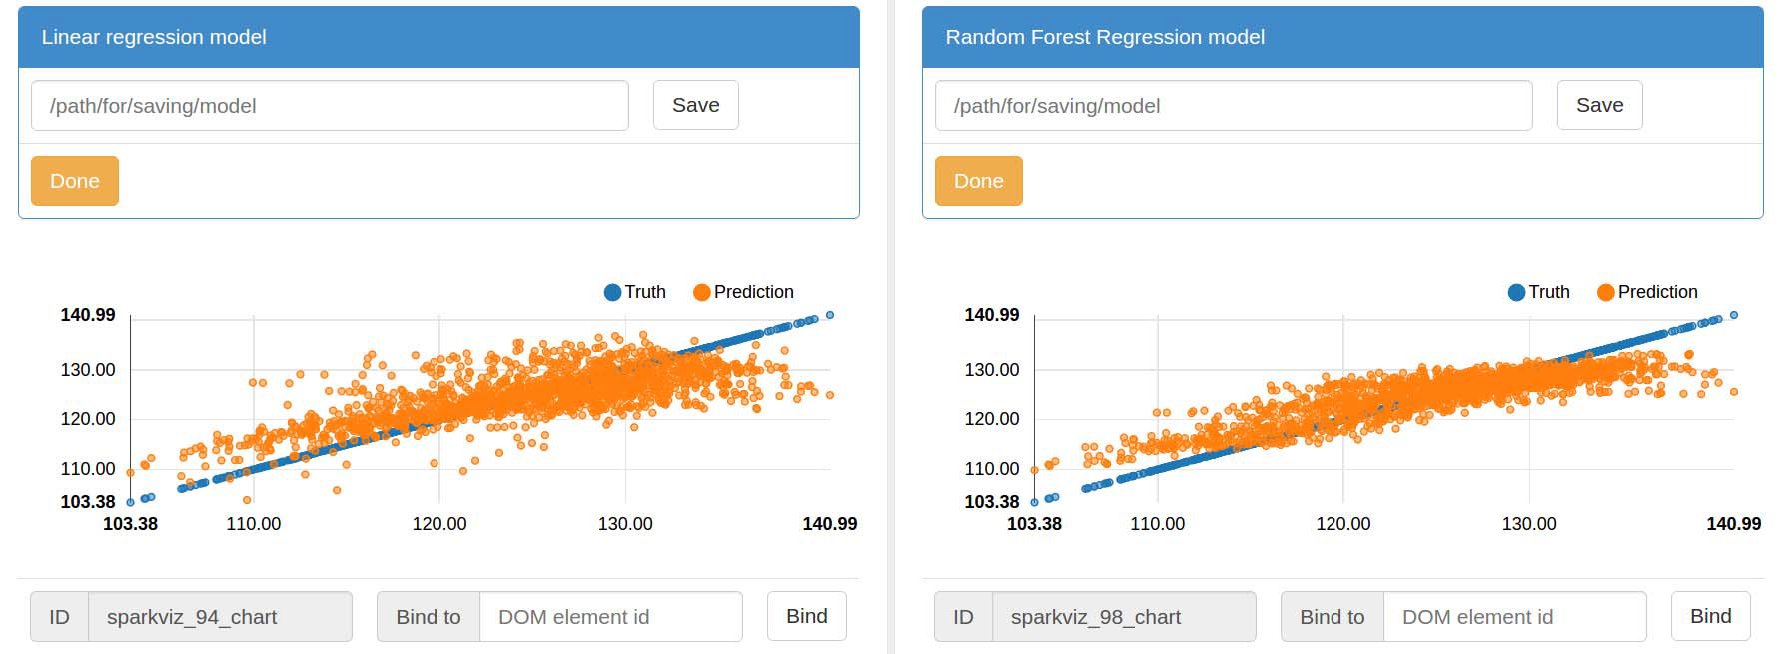 Linear regression model
/path/for/saving/model
Save
Done
Truth
Prediction
140.99
130.00
120.00
110.00
103.38
103.38
110.00
120.00
130.00
140.99
ID
sparkviz_94_chart
Bind to
DOM element id
Bind
Random Forest Regression model
/path/for/saving/model
Save
Done
Truth
Prediction
140.99
130.00
120.00
110.00
103.38
103.38
110.00
120.00
130.00
140.99
ID
sparkviz_98_chart
Bind to
DOM element id
Bind